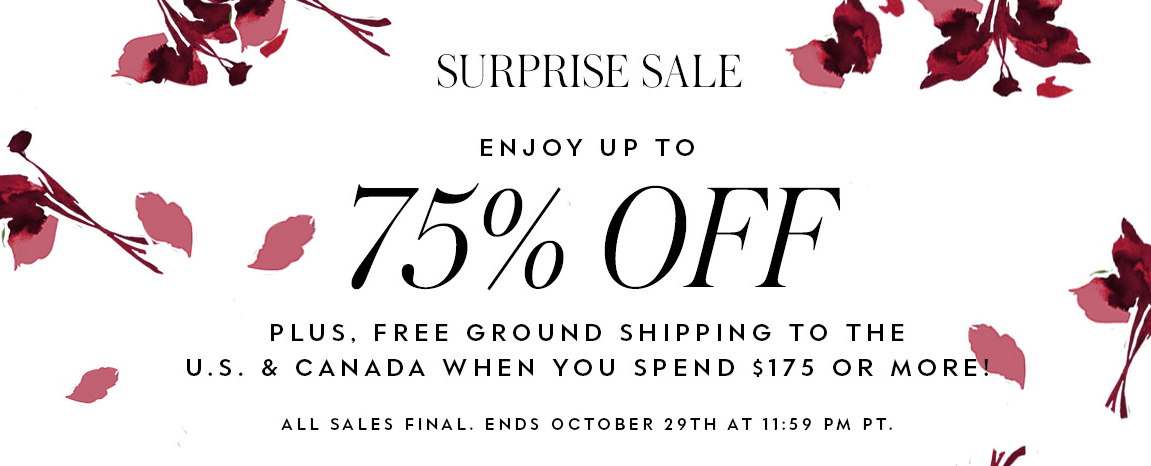 SURPRISE SALE
ENJOY UP TO
75% OFF
PLUS, FREE GROUND SHIPPING TO THE
U.S. & CANADA WHEN YOU SPEND $175 OR MORE!
ALL SALES FINAL. ENDS OCTOBER 29TH AT 11:59 PM PT.